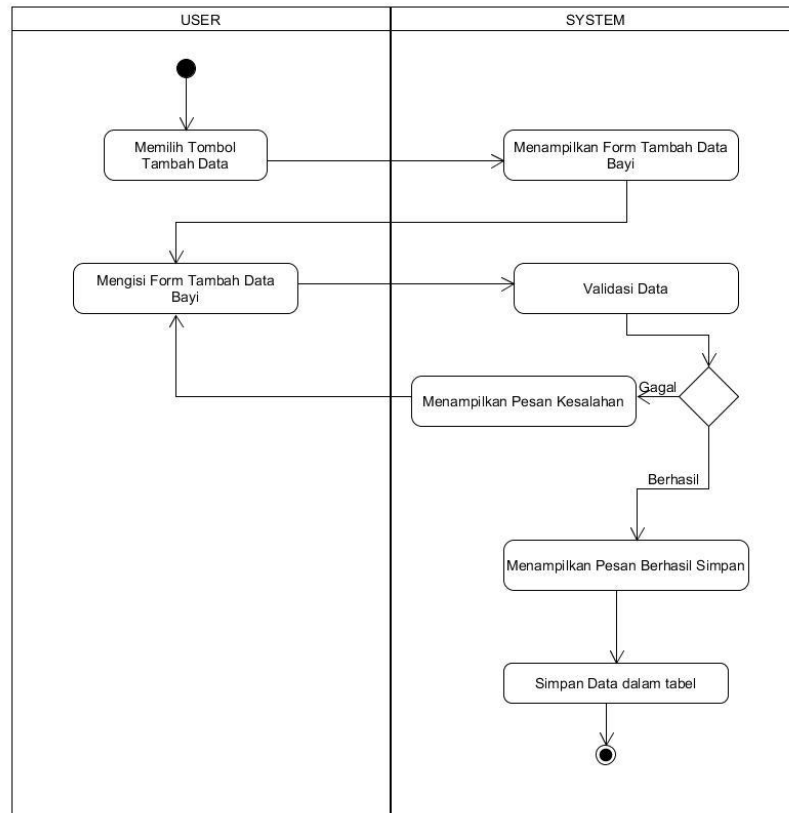 USER
SYSTEM
Memilih Tombol
Tambah Data
Menampilkan Form Tambah Data
Bayi
Mengisi Form Tambah Data
Bayi
Validasi Data
Menampilkan Pesan Kesalahan
Gagal
Berhasil
Menampilkan Pesan Berhasil Simpan
Simpan Data dalam tabel